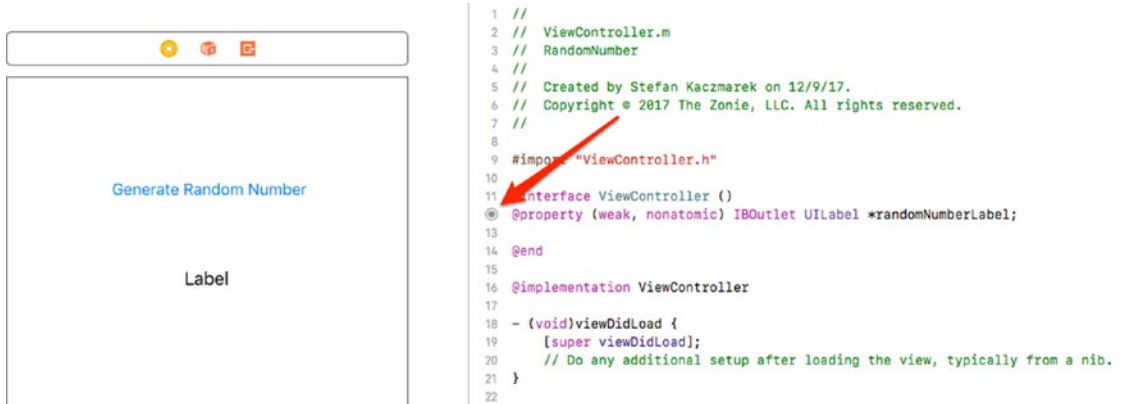 Generate Random Number
Label
1 //
2 // ViewController.m
3 // RandomNumber
4 //
5 // Created by Stefan Kaczmarek on 12/9/17.
6 // Copyright © 2017 The Zonie, LLC. All rights reserved.
7 //
8
9 #import "ViewController.h"
10
11 interface ViewController ()
@property (weak, nonatomic) IBOutlet UILabel *randomNumberLabel;
13
14 @end
15
16 @implementation ViewController
17
18 - (void)viewDidLoad {
19 [super viewDidLoad];
20 // Do any additional setup after loading the view, typically from a nib.
21 }
22